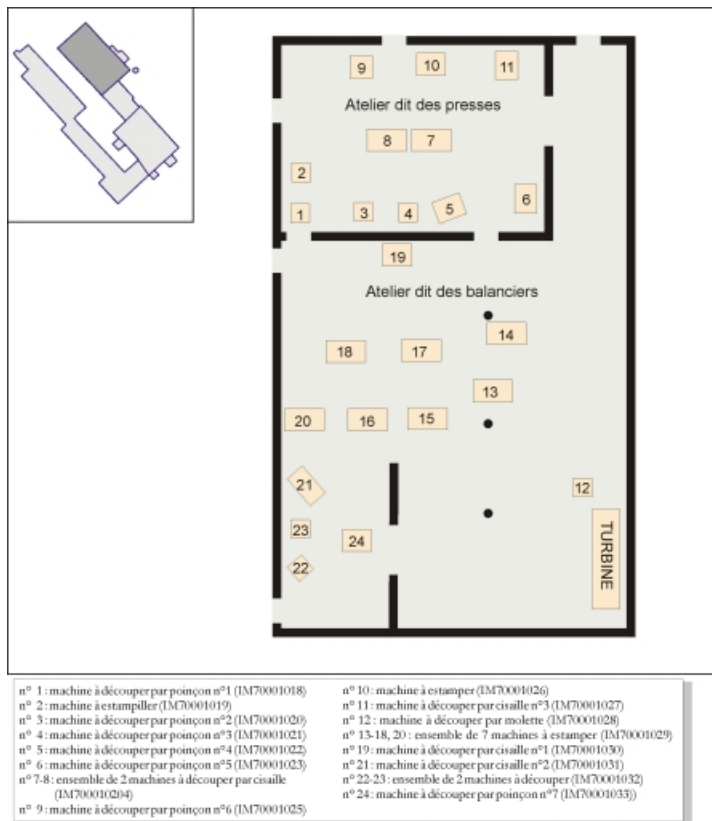 9
10
11
Atelier dit des presses
8
7
2
6
1
3
4
5
19
Atelier dit des balanciers
14
18
17
13
20
16
15
21
12
23
24
22
TURBINE
n° 1 : machine à découper par poinçon n°1 (IM70001018)
n° 2 : machine à estampiller (IM70001019)
n° 3 : machine à découper par poinçon n°2 (IM70001020)
n° 4 : machine à découper par poinçon n°3 (IM70001021)
n° 5 : machine à découper par poinçon n°4 (IM70001022)
n° 6 : machine à découper par poinçon n°5 (IM70001023)
n° 7-8 : ensemble de 2 machines à découper par cisaille
(IM700010204)
n° 9 : machine à découper par poinçon n°6 (IM70001025)
n° 10 : machine à estamper (IM70001026)
n° 11 : machine à découper par cisaille n°3 (IM70001027)
n° 12 : machine à découper par molette (IM70001028)
n° 13-18, 20 : ensemble de 7 machines à estamper (IM70001029)
n° 19 : machine à découper par cisaille n°1 (IM70001030)
n° 21 : machine à découper par cisaille n°2 (IM70001031)
n° 22-23 : ensemble de 2 machines à découper (IM70001032)
n° 24 : machine à découper par poinçon n°7 (IM70001033))